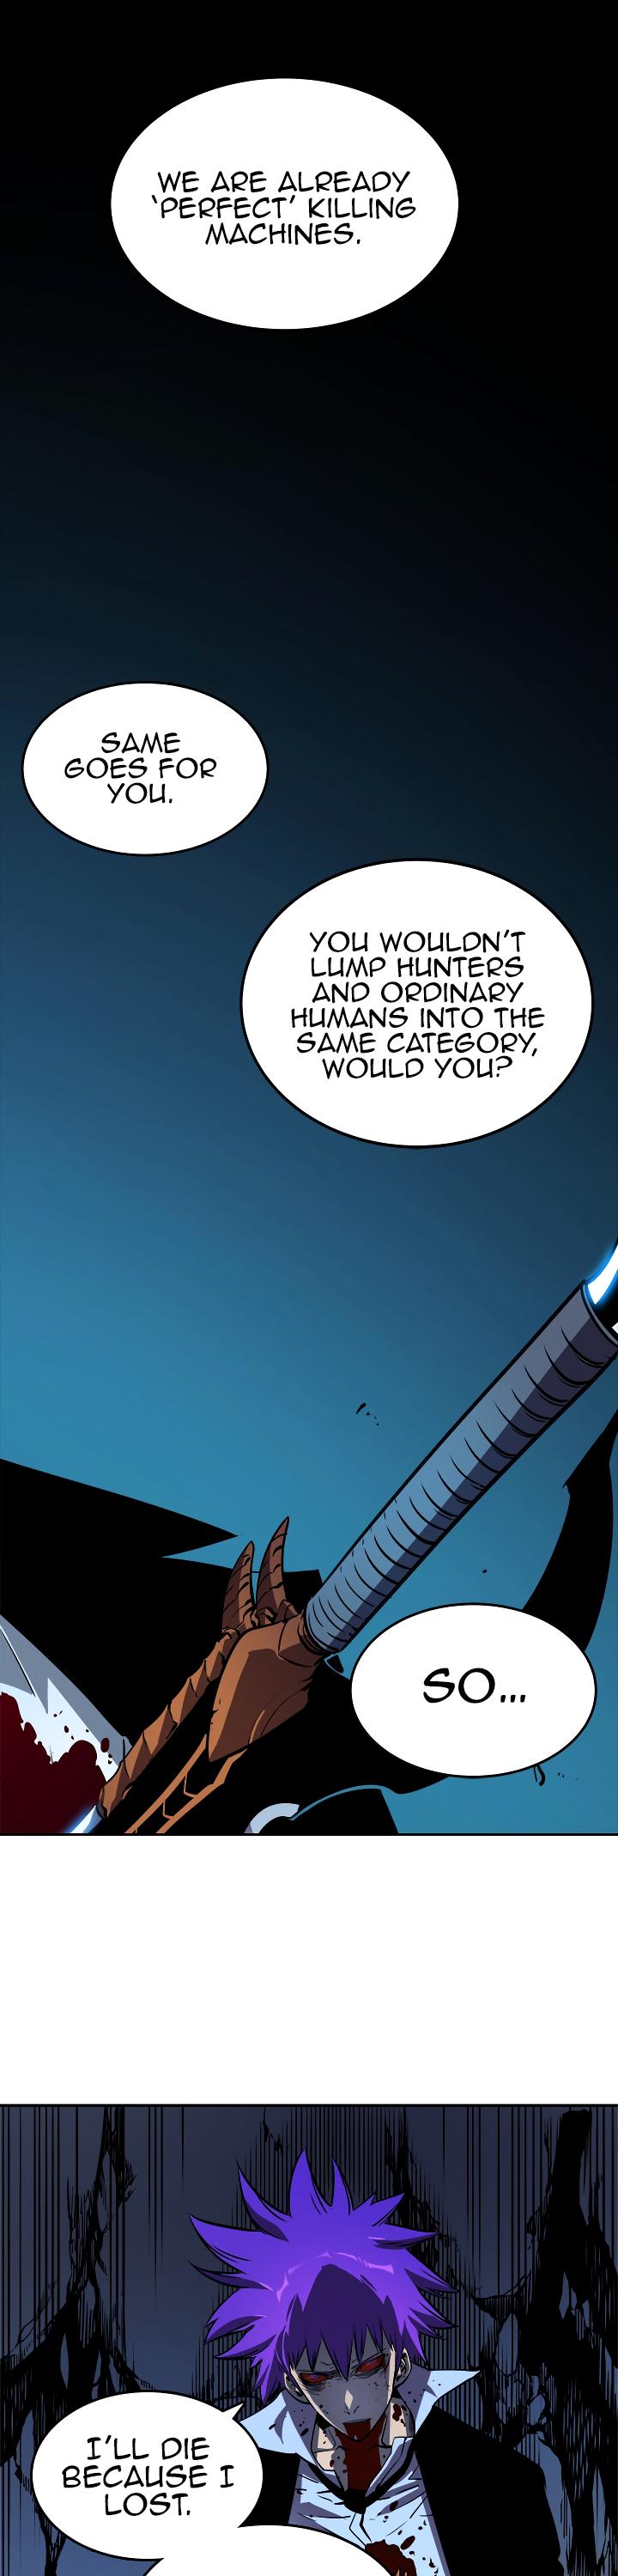 WE ARE ALREADY
'PERFECT' KILLING
MACHINES.
SAME
GOES FOR
YOU.
YOU WOULDN'T
LUMP HUNTERS
AND ORDINARY
HUMANS INTO THE
SAME CATEGORY,
WOULD YOU?
SO...
I'LL DIE
BECAUSE I
LOST.